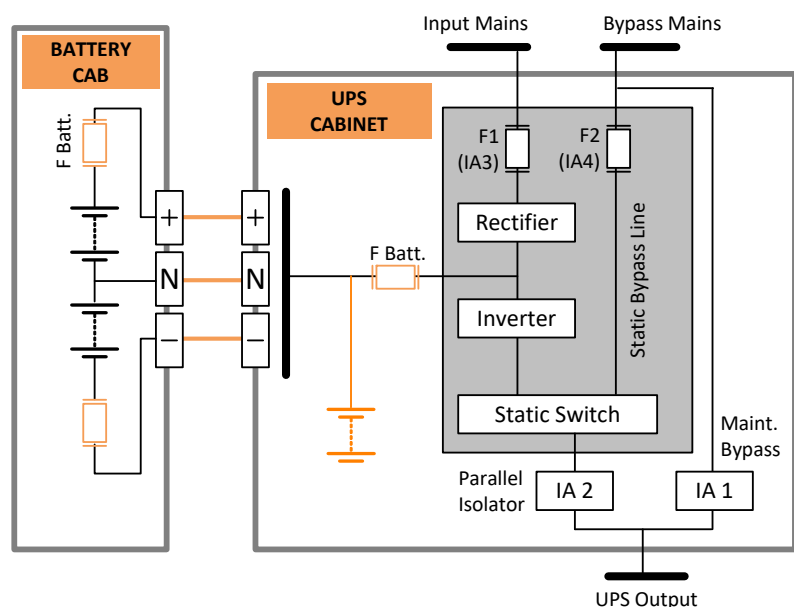 Input Mains
Bypass Mains
BATTERY
CAB
UPS
CABINET
F Batt.
F1
(IA3)
F2
(IA4)
+
+
Rectifier
F Batt.
N
N
Static Bypass Line
Inverter
−
−
Static Switch
Maint.
Bypass
Parallel
Isolator
IA 2
IA 1
UPS Output